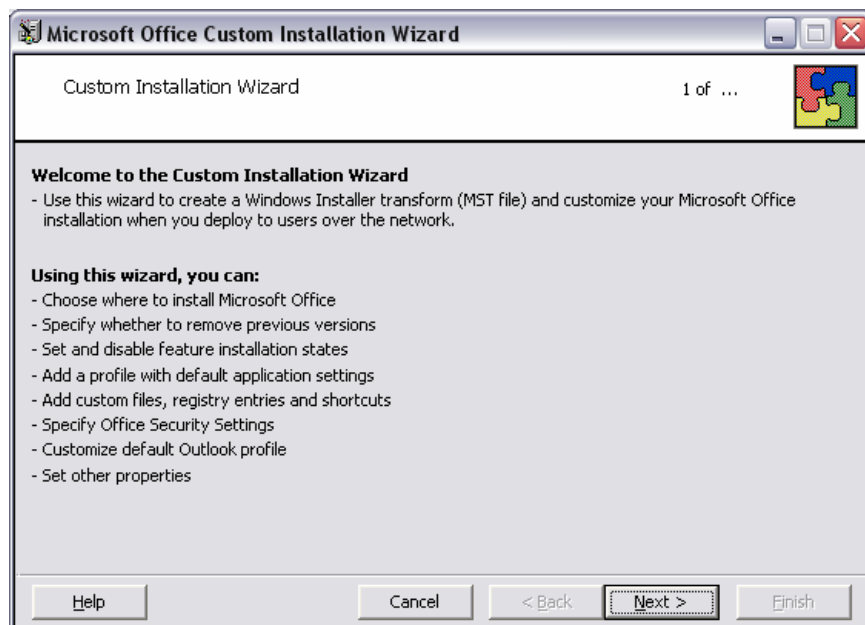 Microsoft Office Custom Installation Wizard
Custom Installation Wizard
1 of ...
Welcome to the Custom Installation Wizard
- Use this wizard to create a Windows Installer transform (MST file) and customize your Microsoft Office
installation when you deploy to users over the network.
Using this wizard, you can:
- Choose where to install Microsoft Office
- Specify whether to remove previous versions
- Set and disable feature installation states
- Add a profile with default application settings
- Add custom files, registry entries and shortcuts
- Specify Office Security Settings
- Customize default Outlook profile
- Set other properties
Help
Cancel
< Back
Next >
Finish